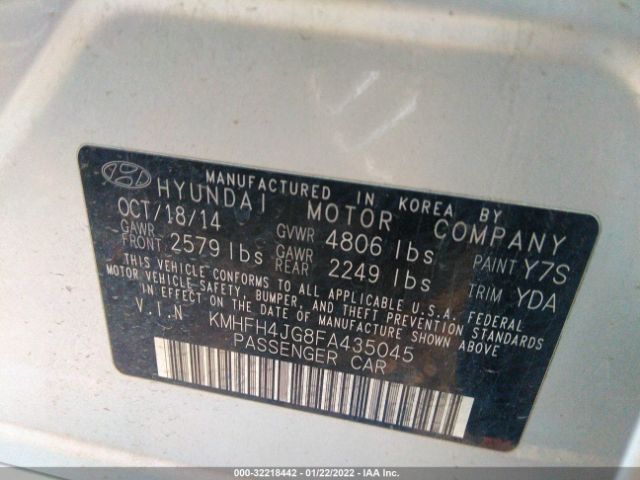 MANUFACTURED IN KOREA BY
HYUNDAI MOTOR COMPANY
OCT/18/14 GVWR 4806 lbs
GAWR FRONT 2579 lbs GAWR REAR 2249 lbs PAINT Y7S
THIS VEHICLE CONFORMS TO ALL APPLICABLE U.S.A. FEDERAL
MOTOR VEHICLE SAFETY, BUMPER, AND THEFT PREVENTION STANDARDS
IN EFFECT ON THE DATE OF MANUFACTURE SHOWN ABOVE TRIM YDA
V.I.N KMHFH4JG8FA435045
PASSENGER CAR
000-32218442 - 01/22/2022 - IAA Inc.